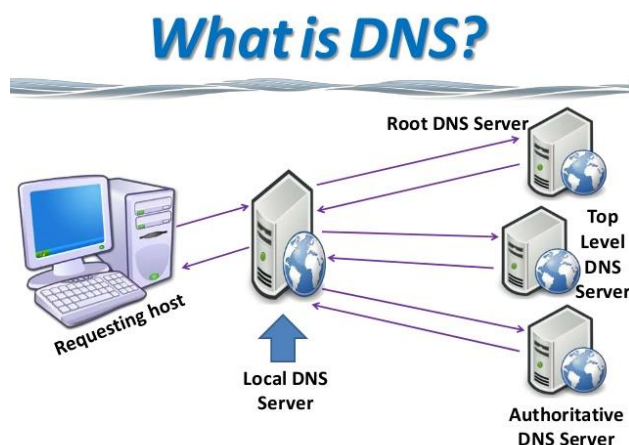 What is DNS?
Root DNS Server
Top
Level
DNS
Server
Requesting host
Local DNS
Server
Authoritative
DNS Server